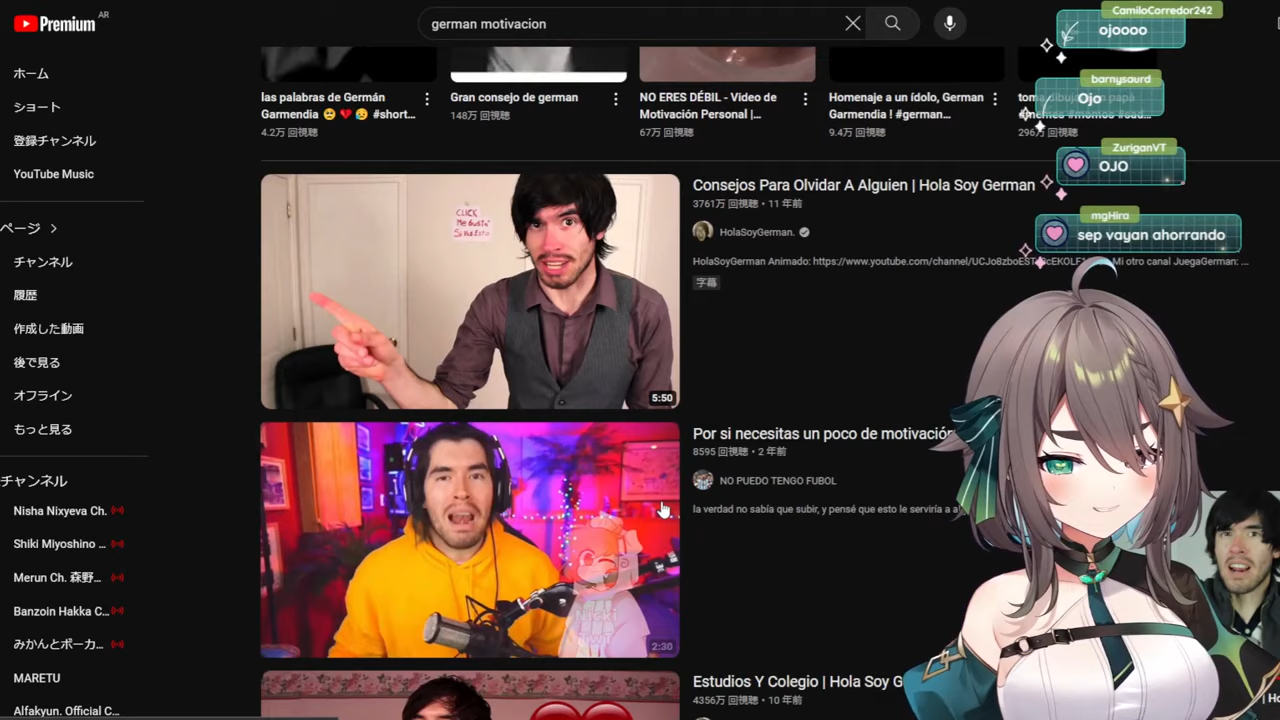 Premium AR
german motivacion
CamiloCorredor242
ojoooo
barnysaurd
Ojo
ZuriganVT
OJO
mgHira
sep vayan ahorrando
ホーム
ショート
登録チャンネル
YouTube Music
ページ
チャンネル
履歴
作成した動画
後で見る
オフライン
もっと見る
チャンネル
Nisha Nixyeva Ch.
Shiki Miyoshino ...
Merun Ch. 森野...
Banzoin Hakka C...
みかんとボーカ...
MARETU
Alfakyun. Official C...
las palabras de Germán
Garmendia 🥺 💔 😥 #short...
4.2万 回視聴
Gran consejo de german
148万 回視聴
NO ERES DÉBIL - Video de
Motivación Personal |...
67万 回視聴
Homenaje a un ídolo, German
Garmendia ! #german...
9.4万 回視聴
296万 回視聴
CLICK
Me Gusta
5:50
Consejos Para Olvidar A Alguien | Hola Soy German
3761万 回視聴・11 年前
HolaSoyGerman.
HolaSoyGerman Animado: https://www.youtube.com/channel/
Mi otro canal JuegaGerman: ...
字幕
2:30
Por si necesitas un poco de motivación
8595 回視聴・2 年前
NO PUEDO TENGO FUBOL
la verdad no sabía que subir, y pensé que esto le serviría a
Estudios Y Colegio | Hola Soy G
4356万 回視聴・10 年前